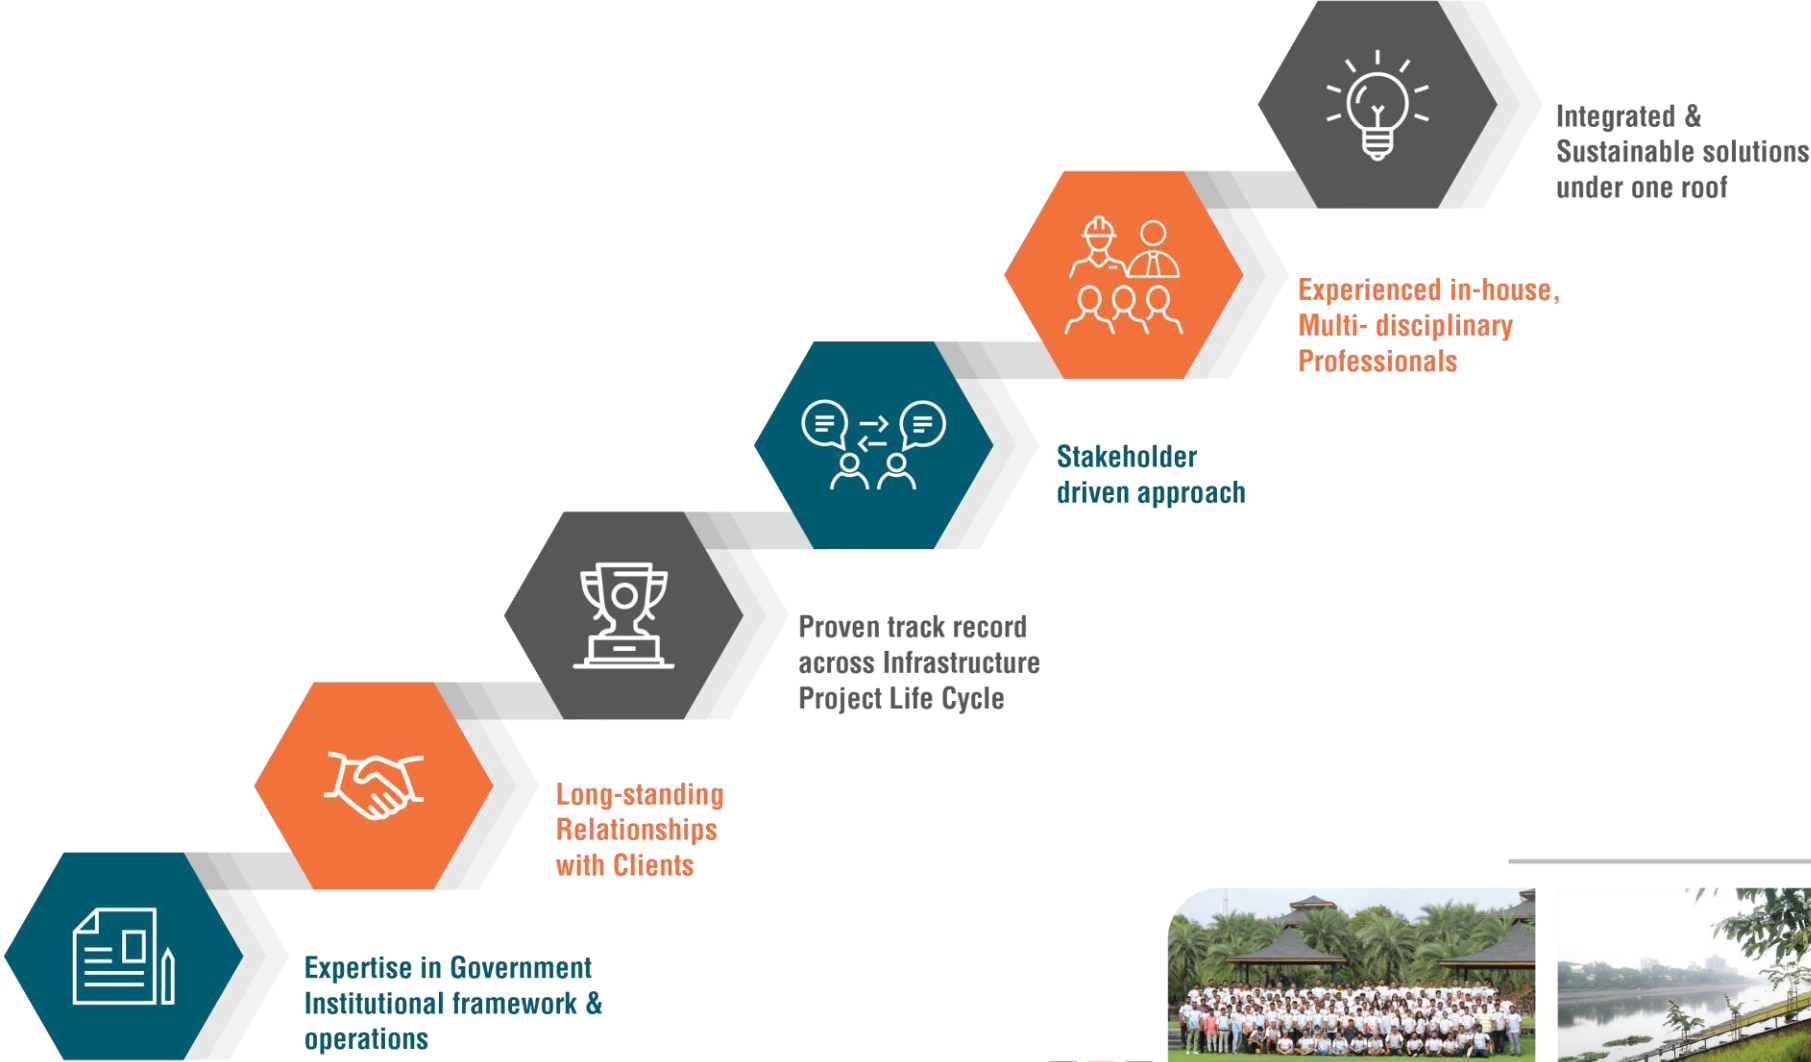 Integrated &
Sustainable solutions
under one roof
Experienced in-house,
Multi- disciplinary
Professionals
Stakeholder
driven approach
Proven track record
across Infrastructure
Project Life Cycle
Long-standing
Relationships
with Clients
Expertise in Government
Institutional framework &
operations